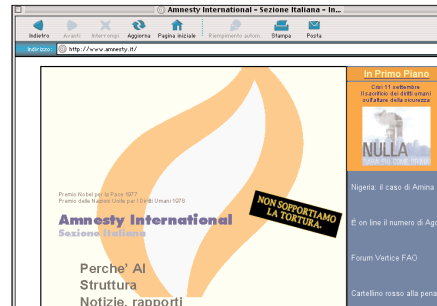 Amnesty International - Sezione Italiana - In...
Indietro Avanti Interrompi Aggiorna Pagina iniziale Riempimento autom. Stampa Posta
Indirizzo: http://www.amnesty.it/
In Primo Piano
Crisi 11 settembre
Il sacrificio dei diritti umani
sull'altare della sicurezza
NULLA
Nigeria: il caso di Amina
È on line il numero di Ago
Forum Vertice FAO
Cartellino rosso alla pena
Premio Nobel per la Pace 1977
Premio delle Nazioni Unite per i Diritti Umani 1978
Amnesty International
Sezione Italiana
NON SOPPORTIAMO
LA TORTURA.
Perche' AI
Struttura
Notizie, rapporti